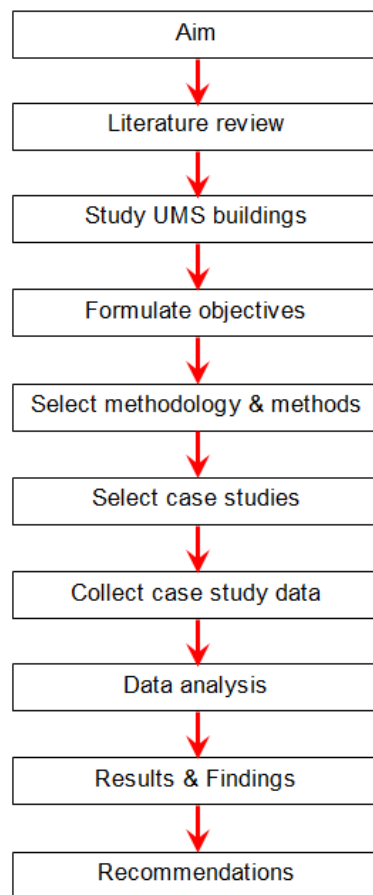 Aim
Literature review
Study UMS buildings
Formulate objectives
Select methodology & methods
Select case studies
Collect case study data
Data analysis
Results & Findings
Recommendations